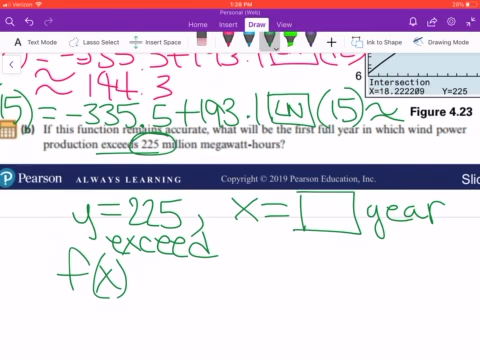 Personal (Web)
1:28 PM
28%
Home Insert Draw View
A Text Mode Lasso Select Insert Space Ink to Shape Drawing Mode
≈ 194.3
15) = -335.5 + 193.1 LN (15) ≈
6
Intersection
X=18.222209 Y=225
Figure 4.23
(b) If this function remains accurate, what will be the first full year in which wind power
production exceeds 225 million megawatt-hours?
Pearson ALWAYS LEARNING Copyright © 2019 Pearson Education, Inc. Slid
y = 225, x = year
exceed
f(x)